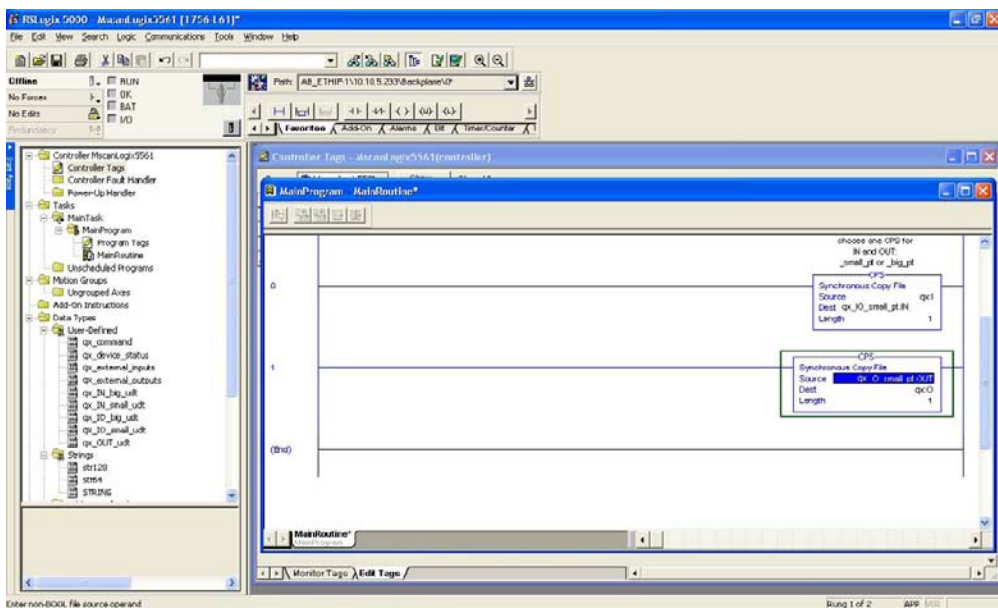 RSLogix 5000 - MscanLogix5561 [1756-L61]*
File Edit View Search Logic Communications Tools Window Help
Offline
RUN
No Forces
OK
BAT
No Edits
I/O
Redundancy
Path: AB_ETHIP-1\10.10.5.233\Backplane\0*
Favorites Add-On Alarms Bit Timer/Counter
Start Page
Controller MscanLogix5561
Controller Tags
Controller Fault Handler
Power-Up Handler
Tasks
MainTask
MainProgram
Program Tags
MainRoutine
Unscheduled Programs
Motion Groups
Ungrouped Axes
Add-On Instructions
Data Types
User-Defined
qx_command
qx_device_status
qx_external_inputs
qx_external_outputs
qx_IN_big_udt
qx_IN_small_udt
qx_IO_big_udt
qx_IO_small_udt
qx_OUT_udt
Strings
str128
str64
STRING
Controller Tags - MscanLogix5561(controller)
MainProgram - MainRoutine*
choose one CPS for
IN and OUT:
_small_pt or _big_pt
0
CPS
Synchronous Copy File
Source qx:I
Dest qx_IO_small_pt.IN
Length 1
1
CPS
Synchronous Copy File
Source qx_IO_small_pt.OUT
Dest qx:O
Length 1
(End)
MainRoutine*
MainProgram
Monitor Tags Edit Tags
Enter non-BOOL file source operand
Rung 1 of 2 APP VER